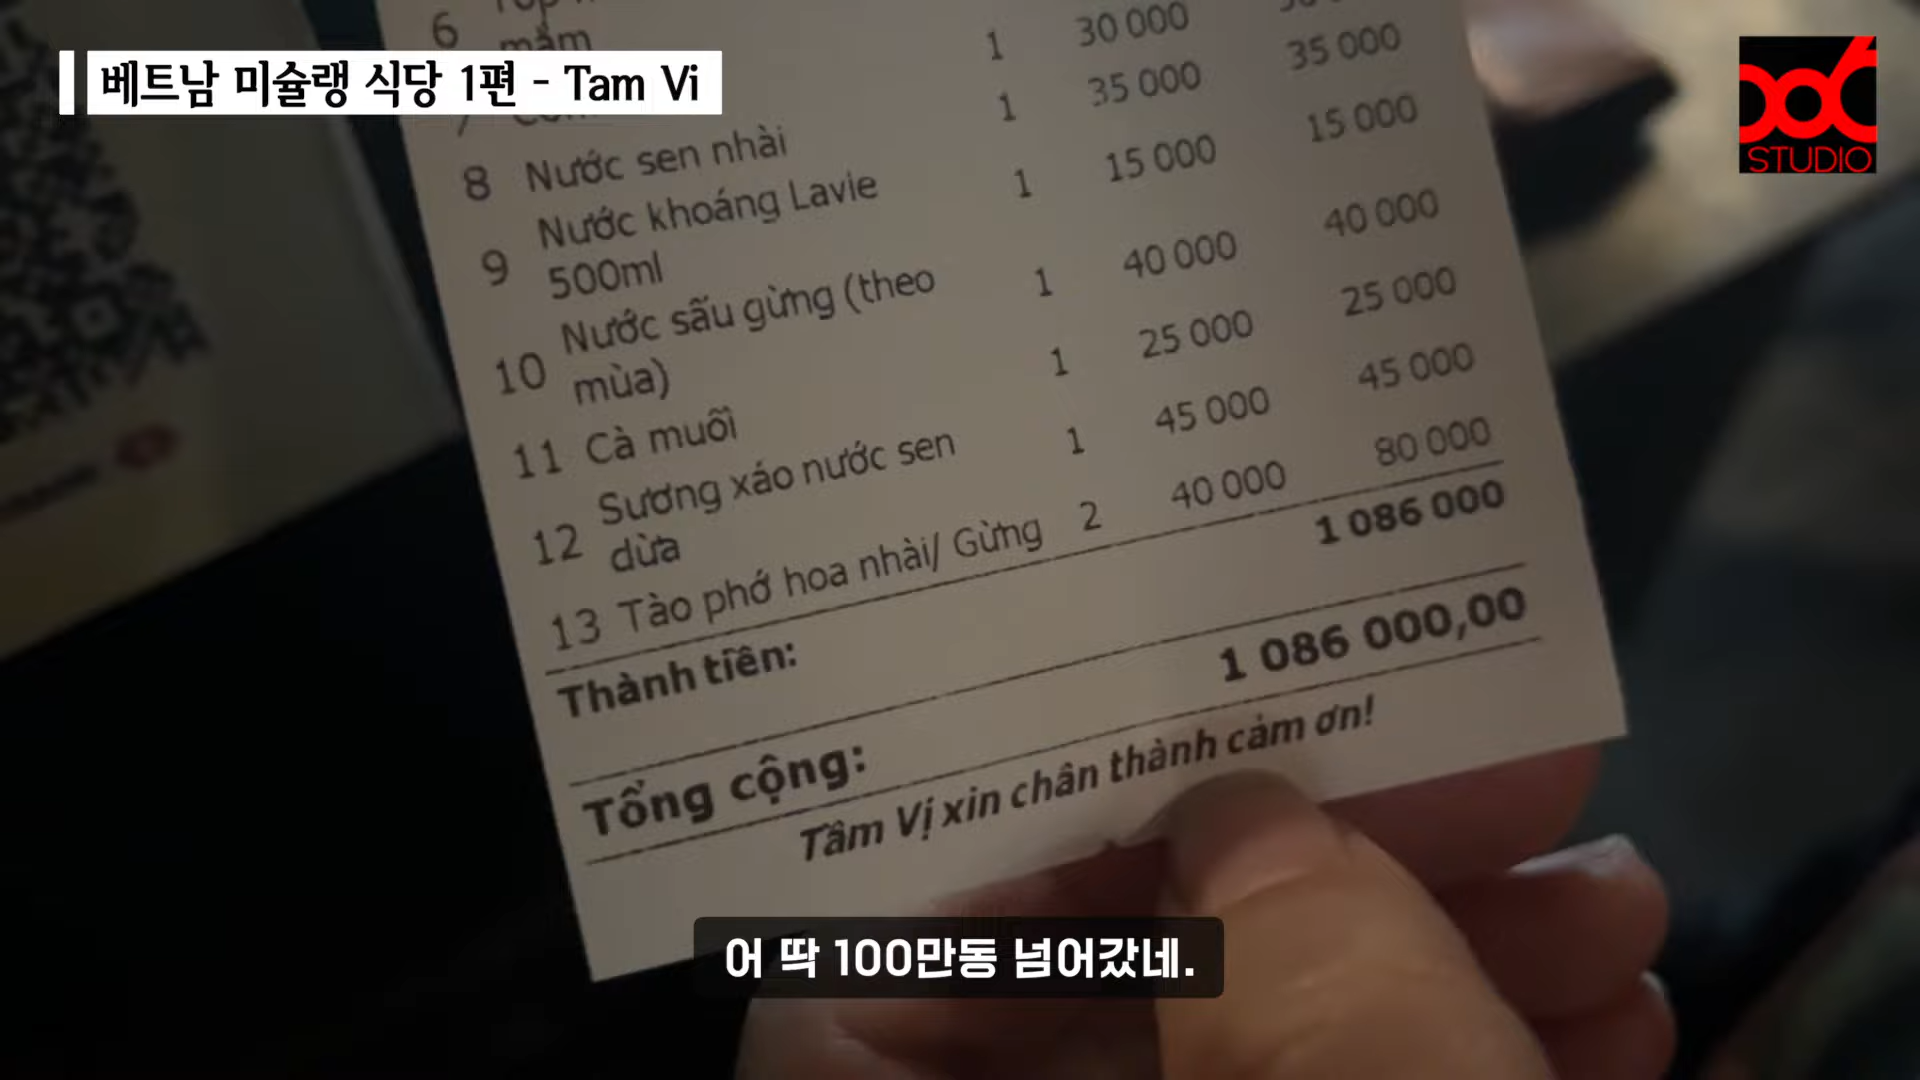 베트남 미슐랭 식당 1편 - Tam Vi
STUDIO
6
mắm
1 30 000
1 35 000 35 000
8 Nước sen nhài 1 15 000 15 000
9 Nước khoáng Lavie
500ml
1 40 000 40 000
10 Nước sấu gừng (theo
mùa)
1 25 000 25 000
11 Cà muối 1 45 000 45 000
12 Sương xáo nước sen
dừa
13 Tào phớ hoa nhài/ Gừng 2 40 000 80 000
Thành tiền: 1 086 000
Tổng cộng: 1 086 000,00
Tầm Vị xin chân thành cảm ơn!
어 딱 100만동 넘어갔네.